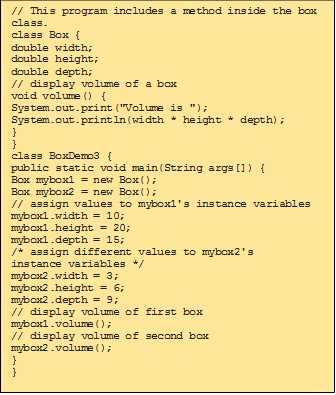 // This program includes a method inside the box
class.
class Box {
double width;
double height;
double depth;
// display volume of a box
void volume() {
System.out.print("Volume is ");
System.out.println(width * height * depth);
}
}
class BoxDemo3 {
public static void main(String args[]) {
Box mybox1 = new Box();
Box mybox2 = new Box();
// assign values to mybox1's instance variables
mybox1.width = 10;
mybox1.height = 20;
mybox1.depth = 15;
/* assign different values to mybox2's
instance variables */
mybox2.width = 3;
mybox2.height = 6;
mybox2.depth = 9;
// display volume of first box
mybox1.volume();
// display volume of second box
mybox2.volume();
}
}